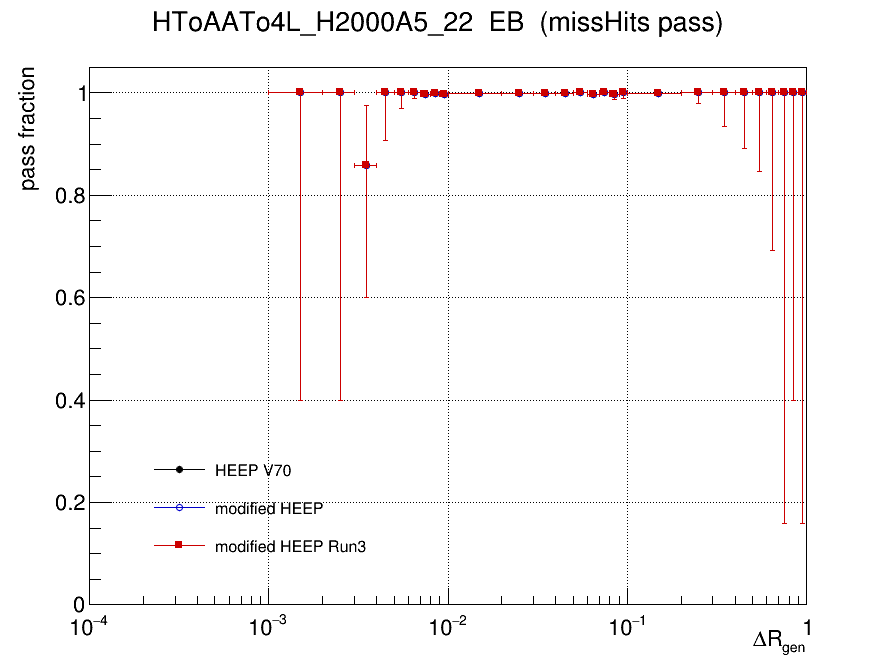 HToAATo4L_H2000A5_22 EB (missHits pass)
pass fraction
1
0.8
0.6
0.4
0.2
0
HEEP V70
modified HEEP
modified HEEP Run3
10⁻⁴ 10⁻³ 10⁻² 10⁻¹ 1
ΔR_gen